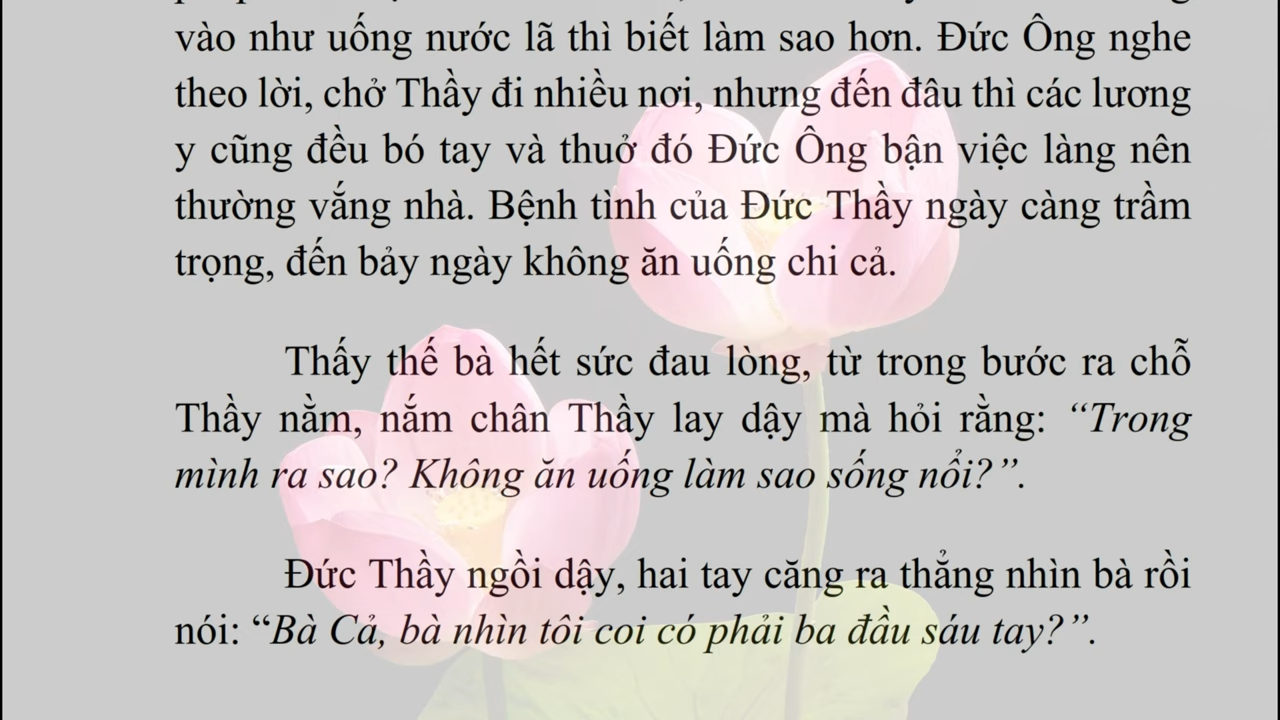 vào như uống nước lã thì biết làm sao hơn. Đức Ông nghe
theo lời, chở Thầy đi nhiều nơi, nhưng đến đâu thì các lương
y cũng đều bó tay và thuở đó Đức Ông bận việc làng nên
thường vắng nhà. Bệnh tình của Đức Thầy ngày càng trầm
trọng, đến bảy ngày không ăn uống chi cả.
Thấy thế bà hết sức đau lòng, từ trong bước ra chỗ
Thầy nằm, nắm chân Thầy lay dậy mà hỏi rằng: “Trong
mình ra sao? Không ăn uống làm sao sống nổi?”.
Đức Thầy ngồi dậy, hai tay căng ra thẳng nhìn bà rồi
nói: “Bà Cả, bà nhìn tôi coi có phải ba đầu sáu tay?”.